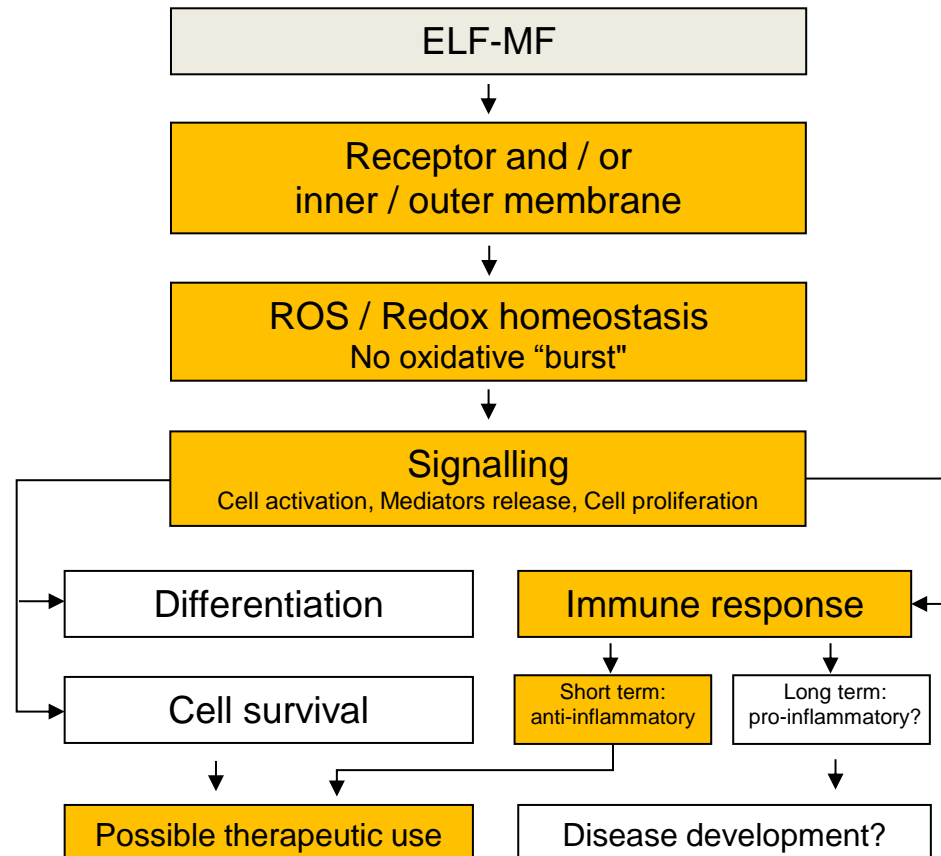 ELF-MF
Receptor and / or
inner / outer membrane
ROS / Redox homeostasis
No oxidative “burst"
Signalling
Cell activation, Mediators release, Cell proliferation
Differentiation
Immune response
Cell survival
Short term:
anti-inflammatory
Long term:
pro-inflammatory?
Possible therapeutic use
Disease development?